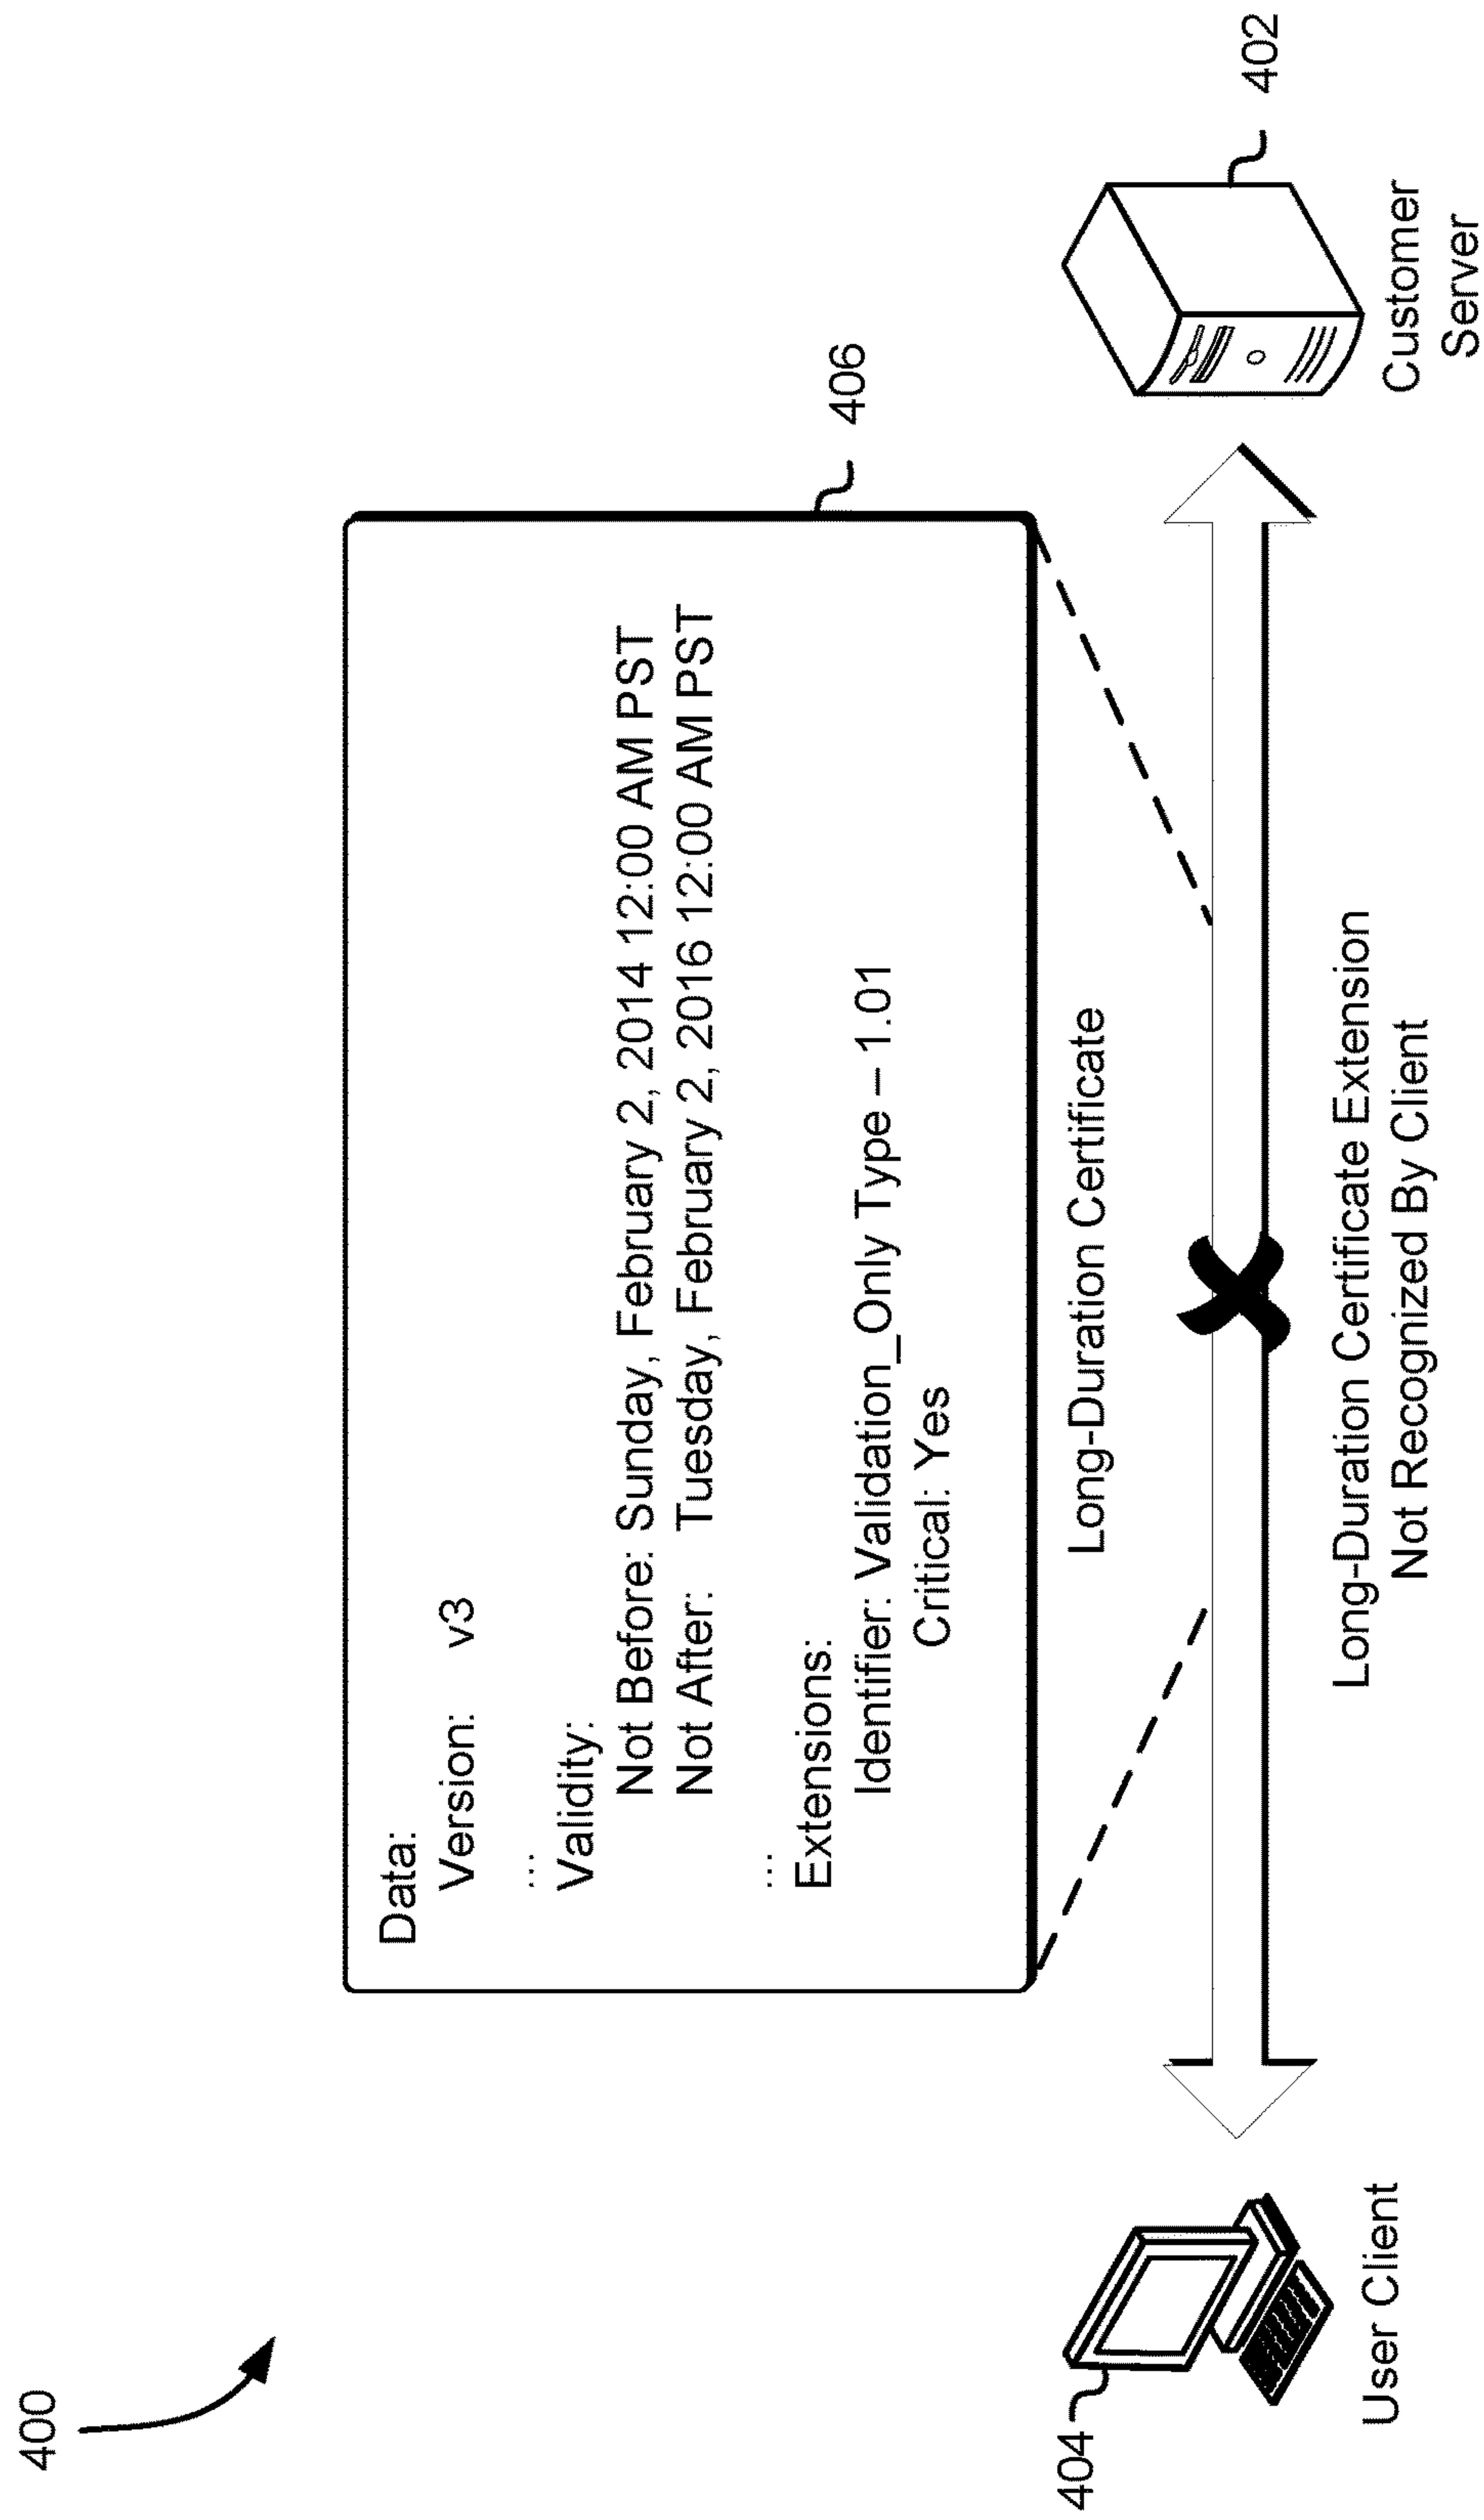 400
Data:
Version: v3
...
Validity:
Not Before: Sunday, February 2, 2014 12:00 AM PST
Not After: Tuesday, February 2, 2016 12:00 AM PST
...
Extensions:
Identifier: Validation_Only Type – 1.01
Critical: Yes
406
Long-Duration Certificate
404
402
User Client
Long-Duration Certificate Extension
Not Recognized By Client
Customer
Server